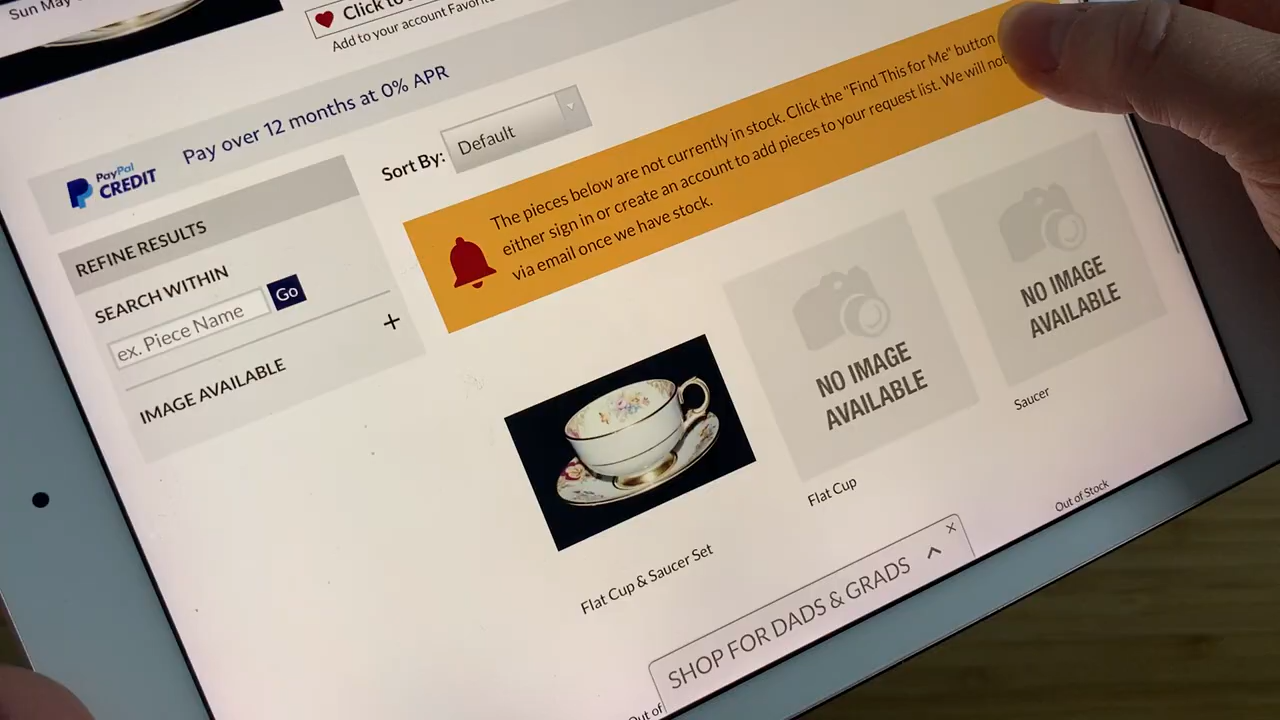 Sun May
Click to
Add to your account Favorit
PayPal
CREDIT
Pay over 12 months at 0% APR
REFINE RESULTS
SEARCH WITHIN
ex. Piece Name
Go
IMAGE AVAILABLE
+
Sort By:
Default
The pieces below are not currently in stock. Click the "Find This for Me" button
either sign in or create an account to add pieces to your request list. We will not
via email once we have stock.
NO IMAGE
AVAILABLE
NO IMAGE
AVAILABLE
Flat Cup & Saucer Set
Flat Cup
Saucer
Out of Stock
Out of
SHOP FOR DADS & GRADS